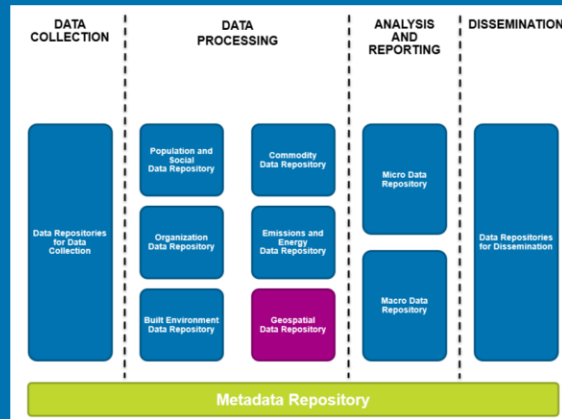 DATA
COLLECTION
DATA
PROCESSING
ANALYSIS
AND
REPORTING
DISSEMINATION
Data Repositories
for Data
Collection
Population and
Social
Data Repository
Commodity
Data Repository
Organization
Data Repository
Emissions and
Energy
Data Repository
Built Environment
Data Repository
Geospatial
Data Repository
Micro Data
Repository
Macro Data
Repository
Data Repositories
for Dissemination
Metadata Repository